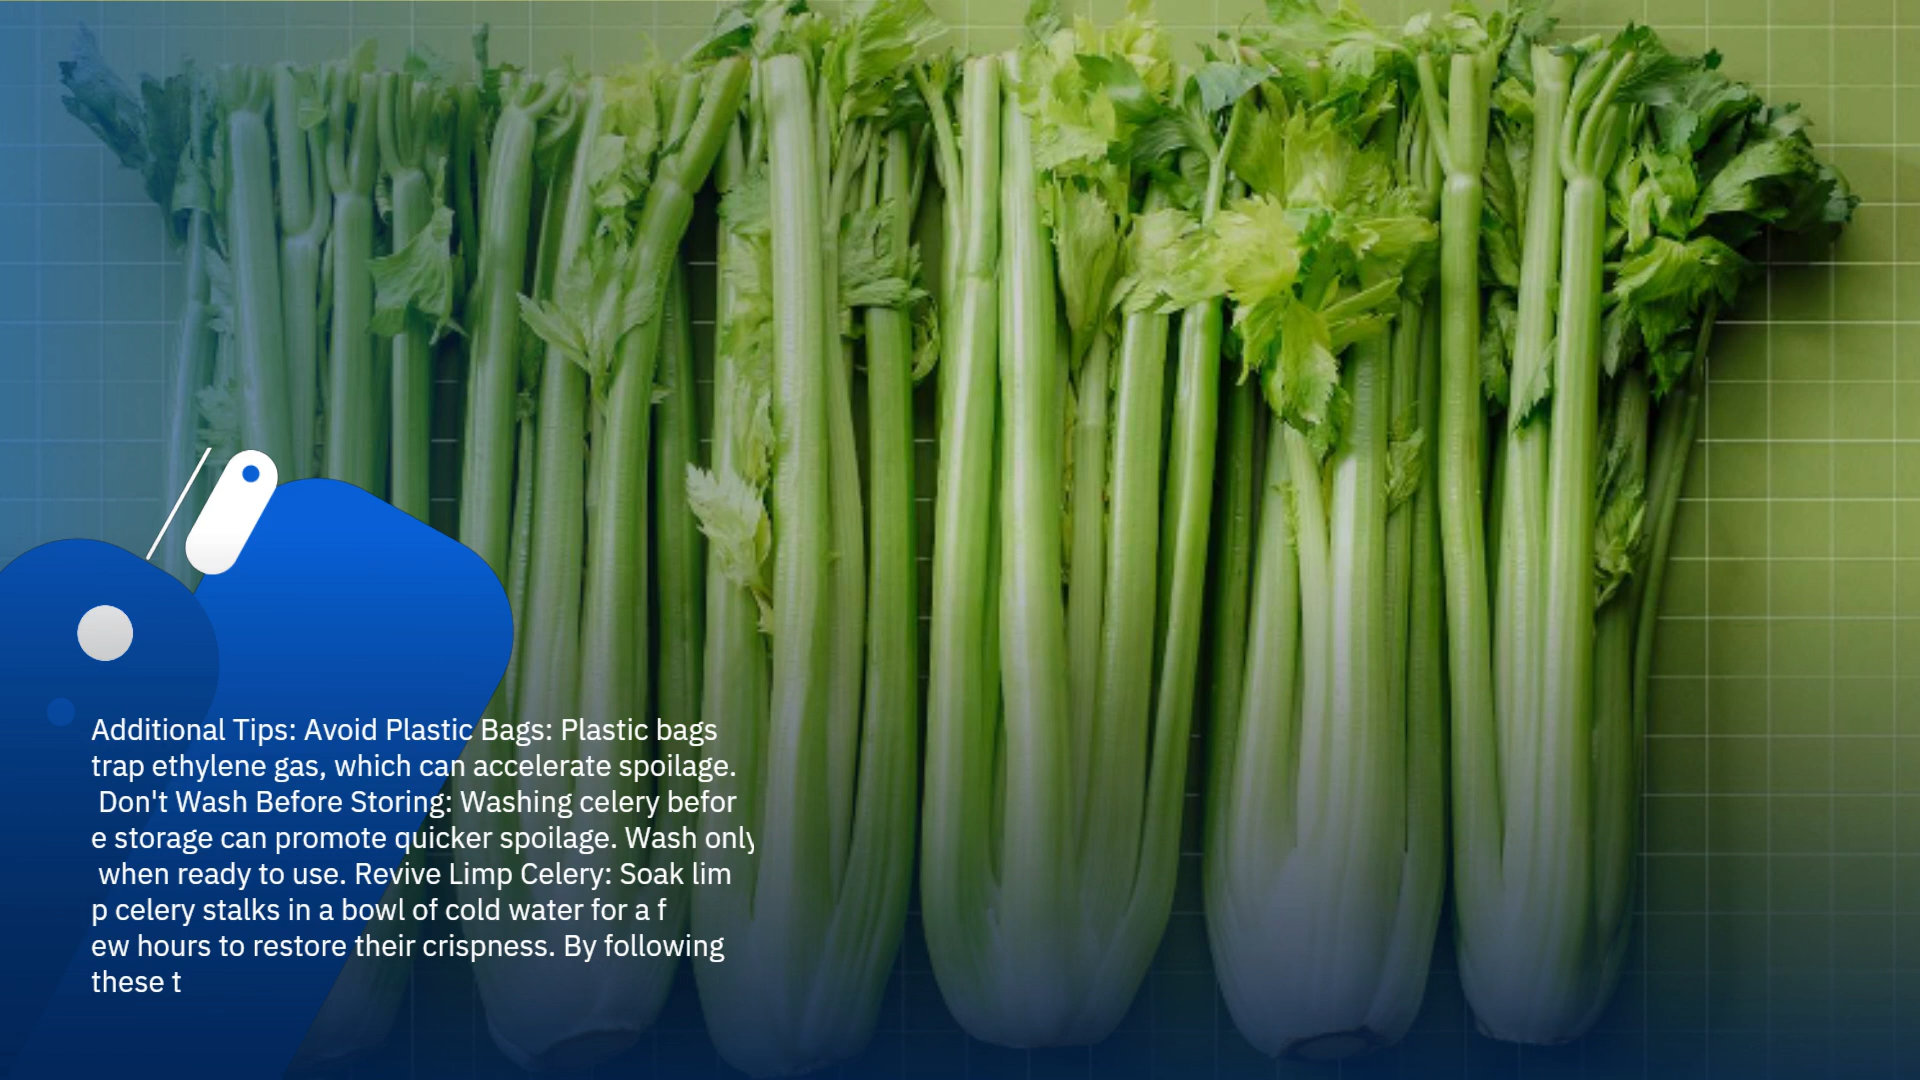 Additional Tips: Avoid Plastic Bags: Plastic bags
trap ethylene gas, which can accelerate spoilage.
Don't Wash Before Storing: Washing celery befor
e storage can promote quicker spoilage. Wash only
when ready to use. Revive Limp Celery: Soak lim
p celery stalks in a bowl of cold water for a f
ew hours to restore their crispness. By following
these t